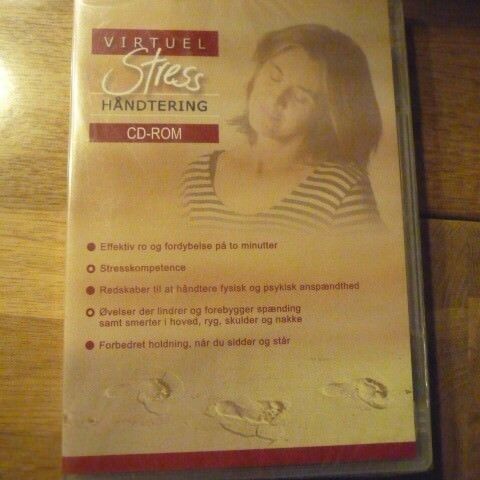 VIRTUEL
Stress
HÅNDTERING
CD-ROM
Effektiv ro og fordybelse på to minutter
Stresskompetence
Redskaber til at håndtere fysisk og psykisk anspændthed
Øvelser der lindrer og forebygger spænding
samt smerter i hoved, ryg, skulder og nakke
Forbedret holdning, når du sidder og står